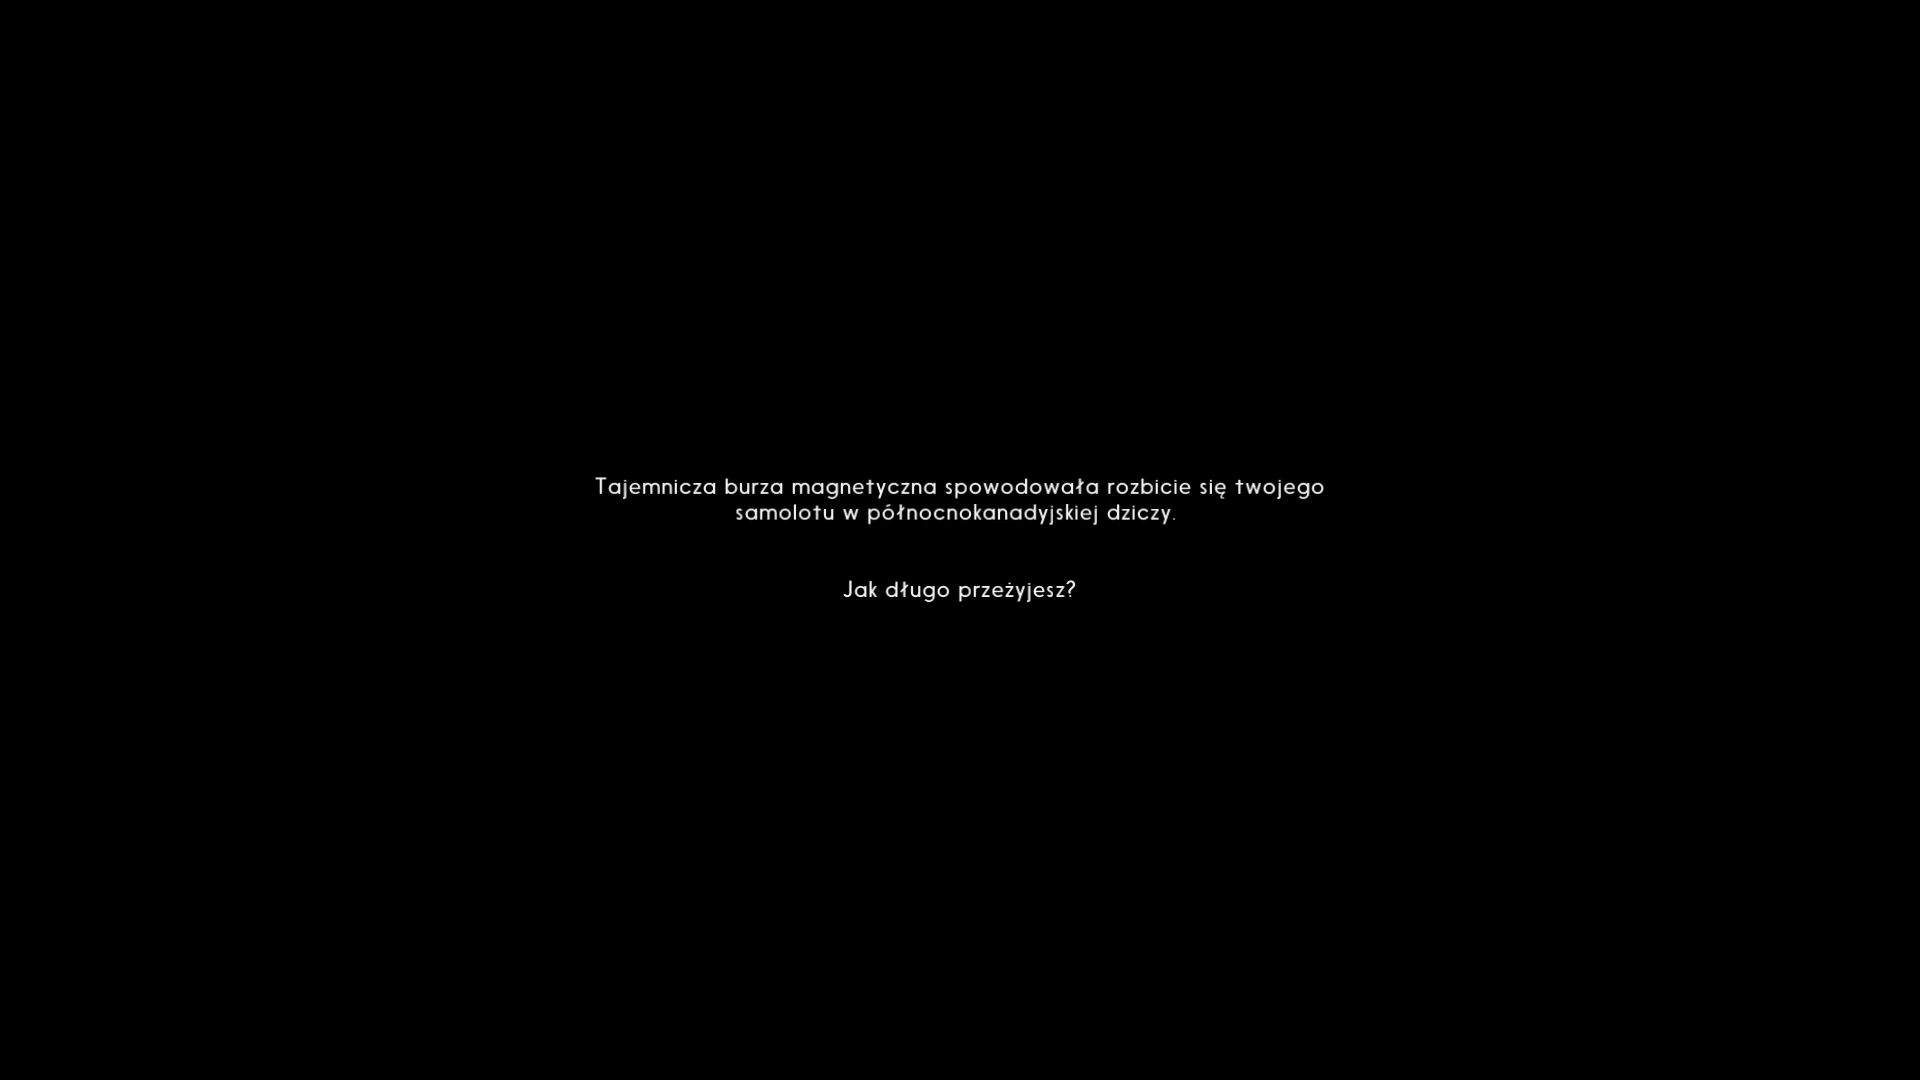 Tajemnicza burza magnetyczna spowodowała rozbicie się twojego
samolotu w północnokanadyjskiej dziczy.
Jak długo przeżyjesz?